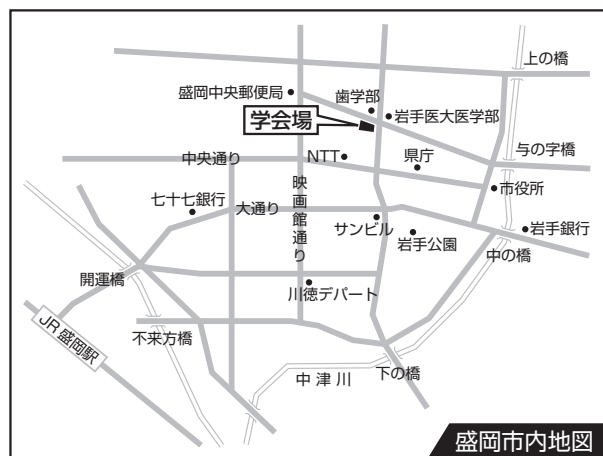 上の橋
盛岡中央郵便局
歯学部
岩手医大医学部
学会場
与の字橋
中央通り
NTT
県庁
市役所
七十七銀行
大通り
映画館通り
サンビル
岩手公園
岩手銀行
中の橋
開運橋
川徳デパート
不来方橋
JR盛岡駅
中津川
下の橋
盛岡市内地図